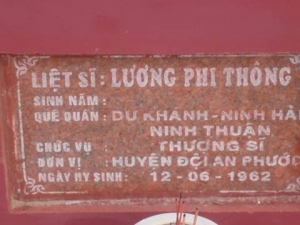 LIỆT SĨ: LƯƠNG PHI THÔNG
SINH NĂM :
QUÊ QUÁN : DƯ KHÁNH-NINH HẢI
NINH THUẬN
CHỨC VỤ : THƯỢNG SĨ
ĐƠN VỊ : HUYỆN ĐỘI AN PHƯỚC
NGÀY HY SINH: 12-06-1962